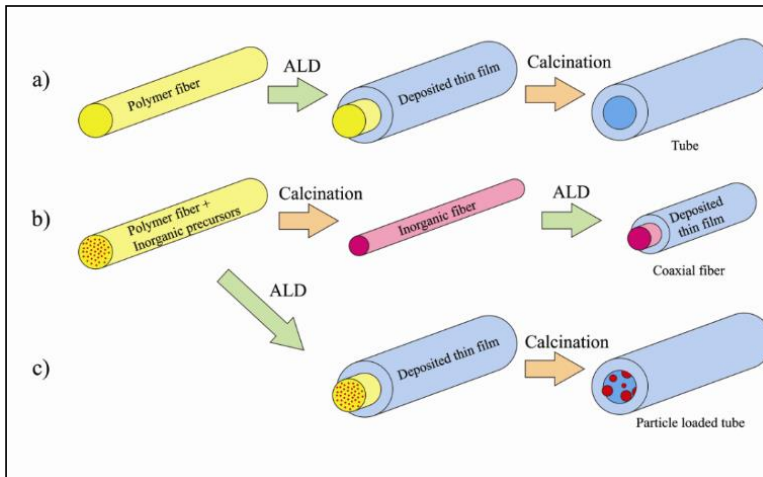 a)
Polymer fiber
ALD
Deposited thin film
Calcination
Tube
b)
Polymer fiber +
Inorganic precursors
Calcination
Inorganic fiber
ALD
Deposited
thin film
Coaxial fiber
ALD
c)
Deposited thin film
Calcination
Particle loaded tube